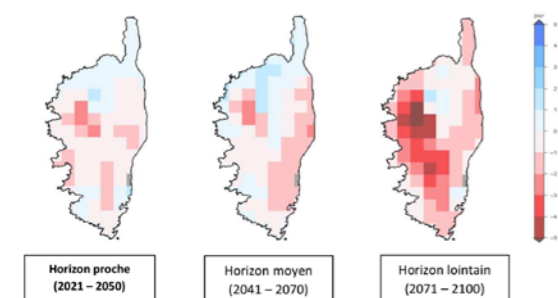 Horizon proche
(2021 – 2050)
Horizon moyen
(2041 – 2070)
Horizon lointain
(2071 – 2100)